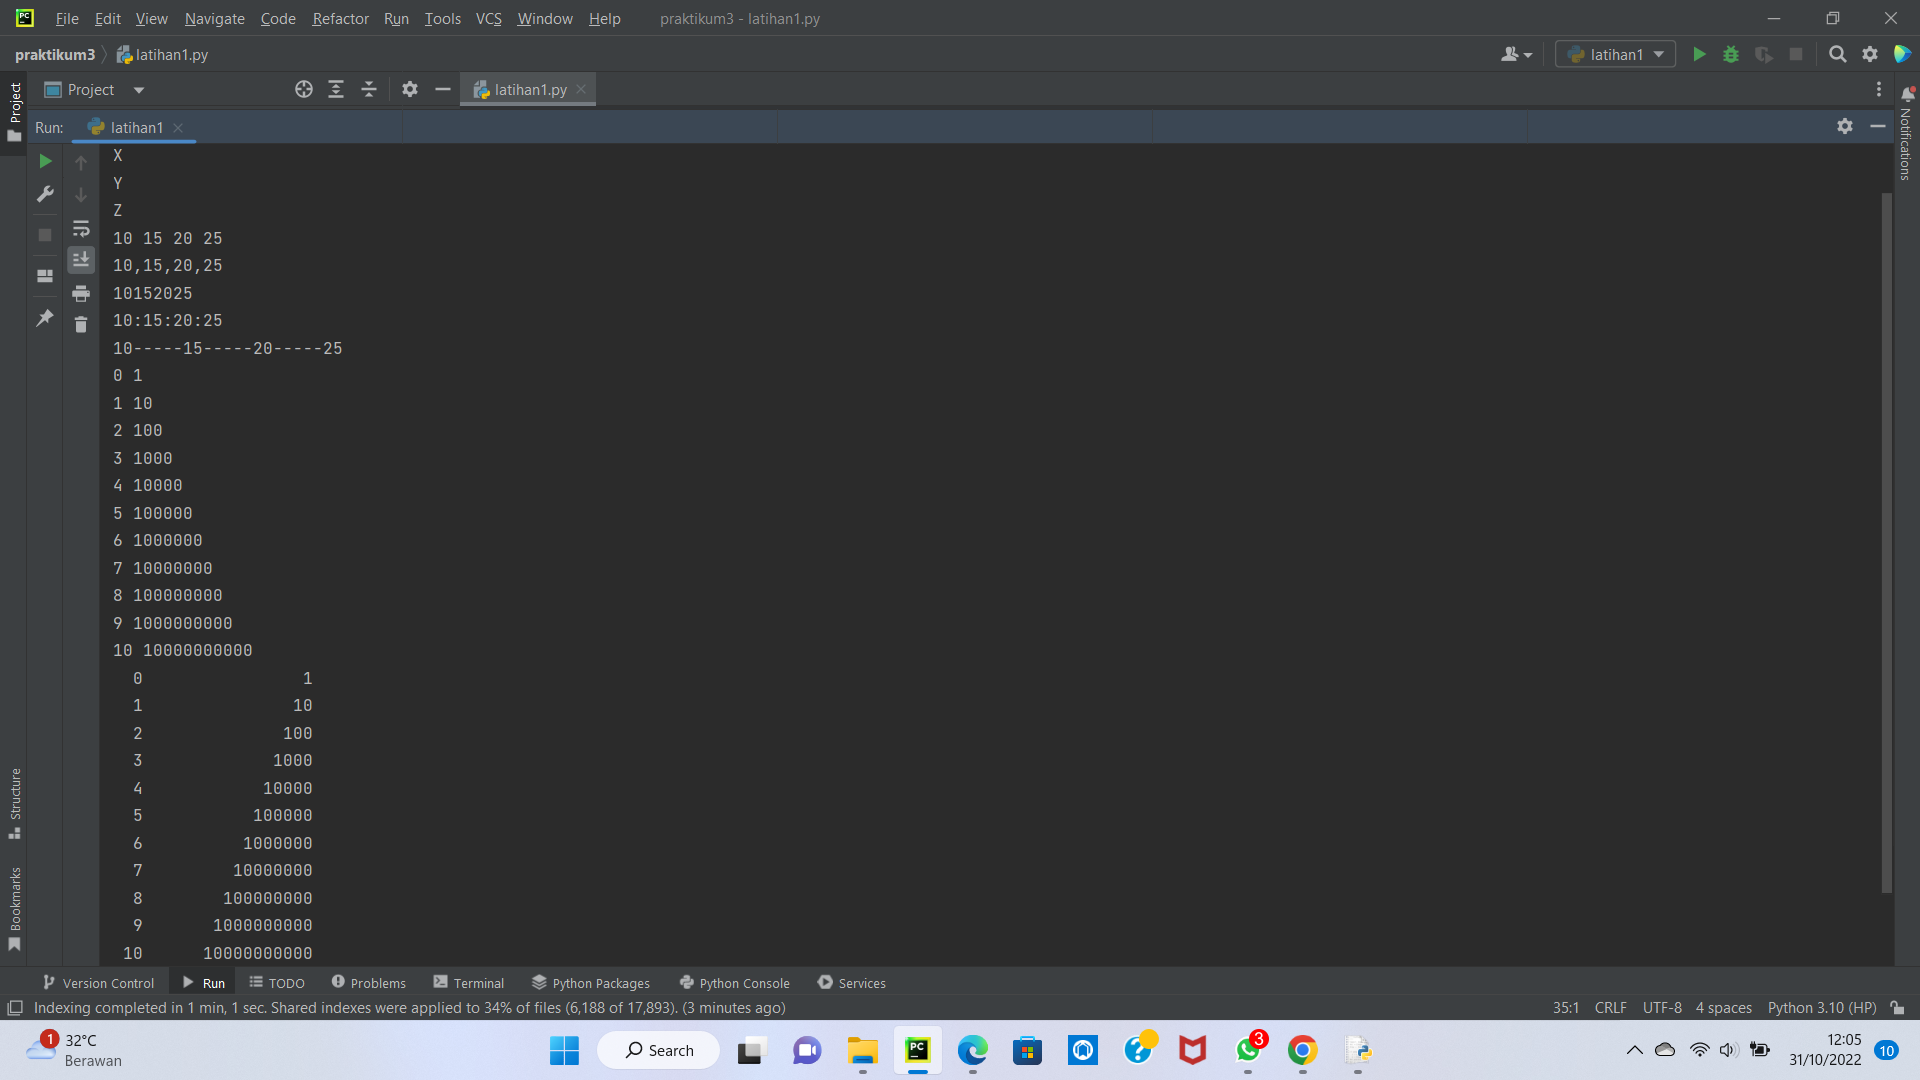 PC
File Edit View Navigate Code Refactor Run Tools VCS Window Help praktikum3 - latihan1.py
praktikum3 latihan1.py latihan1
Project Project latihan1.py
Notifications
Run: latihan1
X
Y
Z
10 15 20 25
10,15,20,25
10152025
10:15:20:25
10-----15-----20-----25
0 1
1 10
2 100
3 1000
4 10000
5 100000
6 1000000
7 10000000
8 100000000
9 1000000000
10 10000000000
0 1
1 10
2 100
3 1000
4 10000
5 100000
6 1000000
7 10000000
8 100000000
9 1000000000
10 10000000000
Structure
Bookmarks
Version Control Run TODO Problems Terminal Python Packages Python Console Services
Indexing completed in 1 min, 1 sec. Shared indexes were applied to 34% of files (6,188 of 17,893). (3 minutes ago) 35:1 CRLF UTF-8 4 spaces Python 3.10 (HP)
1 32°C
Berawan
Search
PC
3
12:05
31/10/2022
10